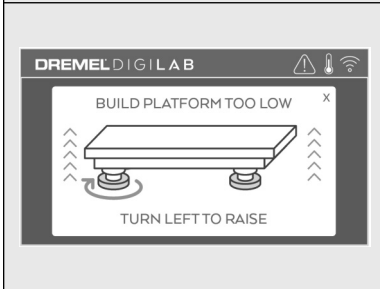 DREMEL DIGILAB
BUILD PLATFORM TOO LOW
X
TURN LEFT TO RAISE